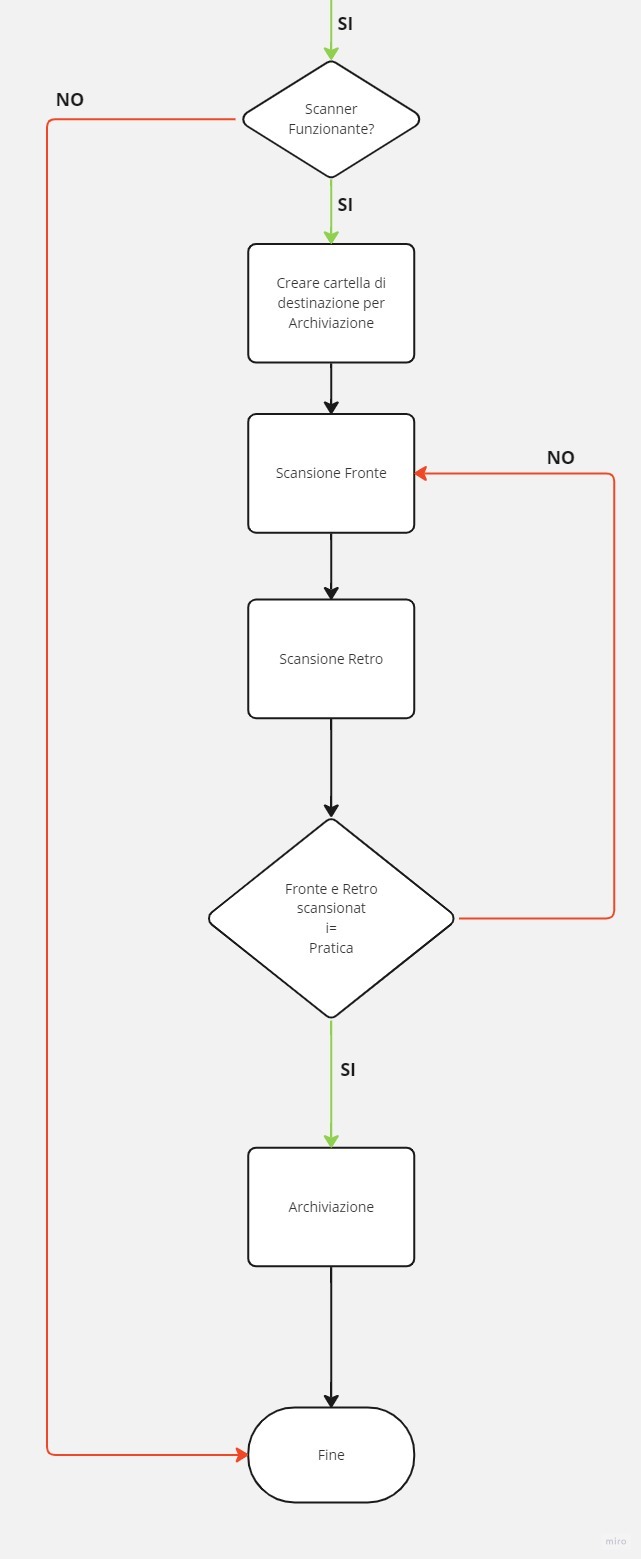 SI
NO
Scanner
Funzionante?
SI
Creare cartella di
destinazione per
Archiviazione
NO
Scansione Fronte
Scansione Retro
Fronte e Retro
scansionat
i=
Pratica
SI
Archiviazione
Fine
miro